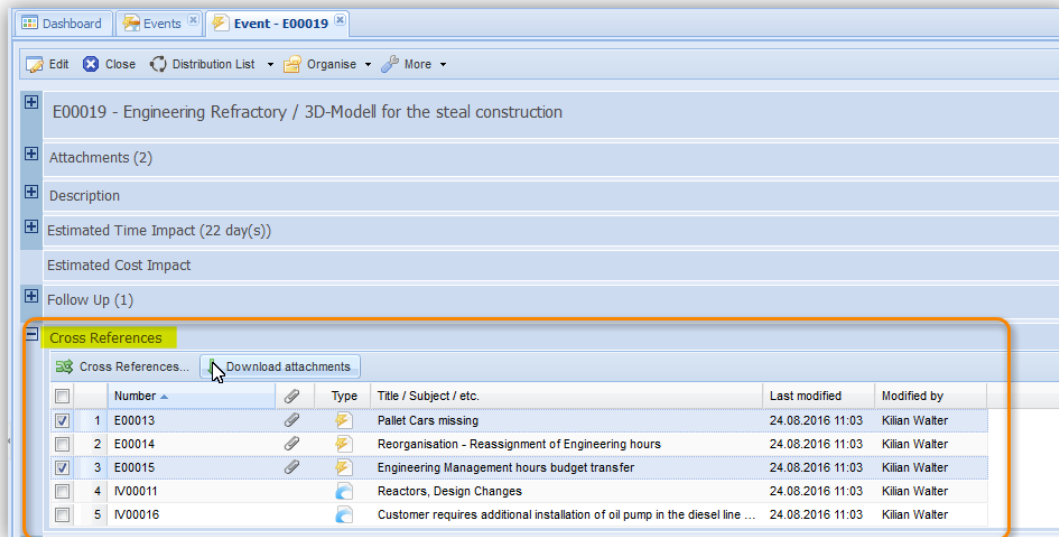 Dashboard Events Event - E00019
Edit Close Distribution List Organise More
E00019 - Engineering Refractory / 3D-Modell for the steal construction
Attachments (2)
Description
Estimated Time Impact (22 day(s))
Estimated Cost Impact
Follow Up (1)
Cross References
Cross References... Download attachments
Number Type Title / Subject / etc. Last modified Modified by
1 E00013 Pallet Cars missing 24.08.2016 11:03 Kilian Walter
2 E00014 Reorganisation - Reassignment of Engineering hours 24.08.2016 11:03 Kilian Walter
3 E00015 Engineering Management hours budget transfer 24.08.2016 11:03 Kilian Walter
4 IV00011 Reactors, Design Changes 24.08.2016 11:03 Kilian Walter
5 IV00016 Customer requires additional installation of oil pump in the diesel line ... 24.08.2016 11:03 Kilian Walter